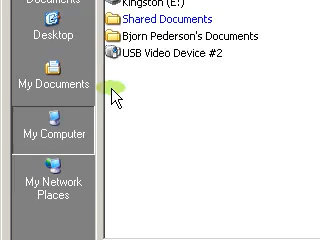 Documents
Desktop
My Documents
My Computer
My Network
Places
Kingston (E:)
Shared Documents
Bjorn Pederson's Documents
USB Video Device #2